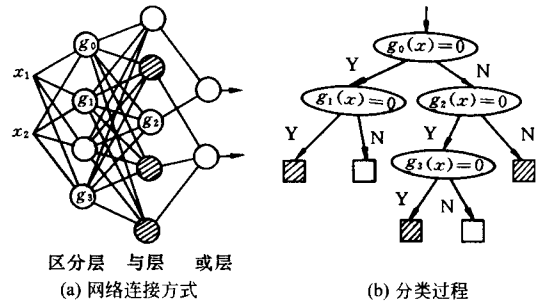 g₀
x₁
g₁
x₂
g₂
g₃
区分层 与层 或层
(a) 网络连接方式
g₀(x)=0
Y N
g₁(x)=0 g₂(x)=0
Y N Y N
g₃(x)=0
Y N
(b) 分类过程